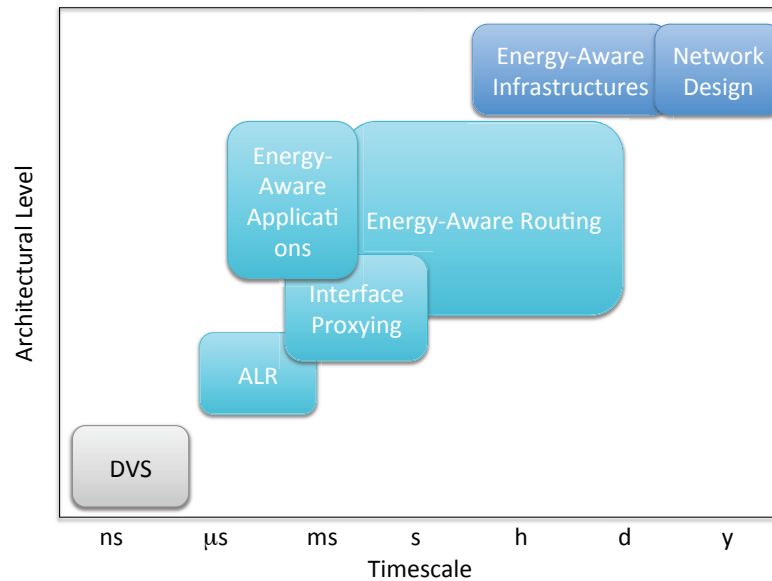 Energy-Aware
Infrastructures
Network
Design
Energy-
Aware
Applicati
ons
Energy-Aware Routing
Interface
Proxying
ALR
DVS
Architectural Level
ns μs ms s h d y
Timescale